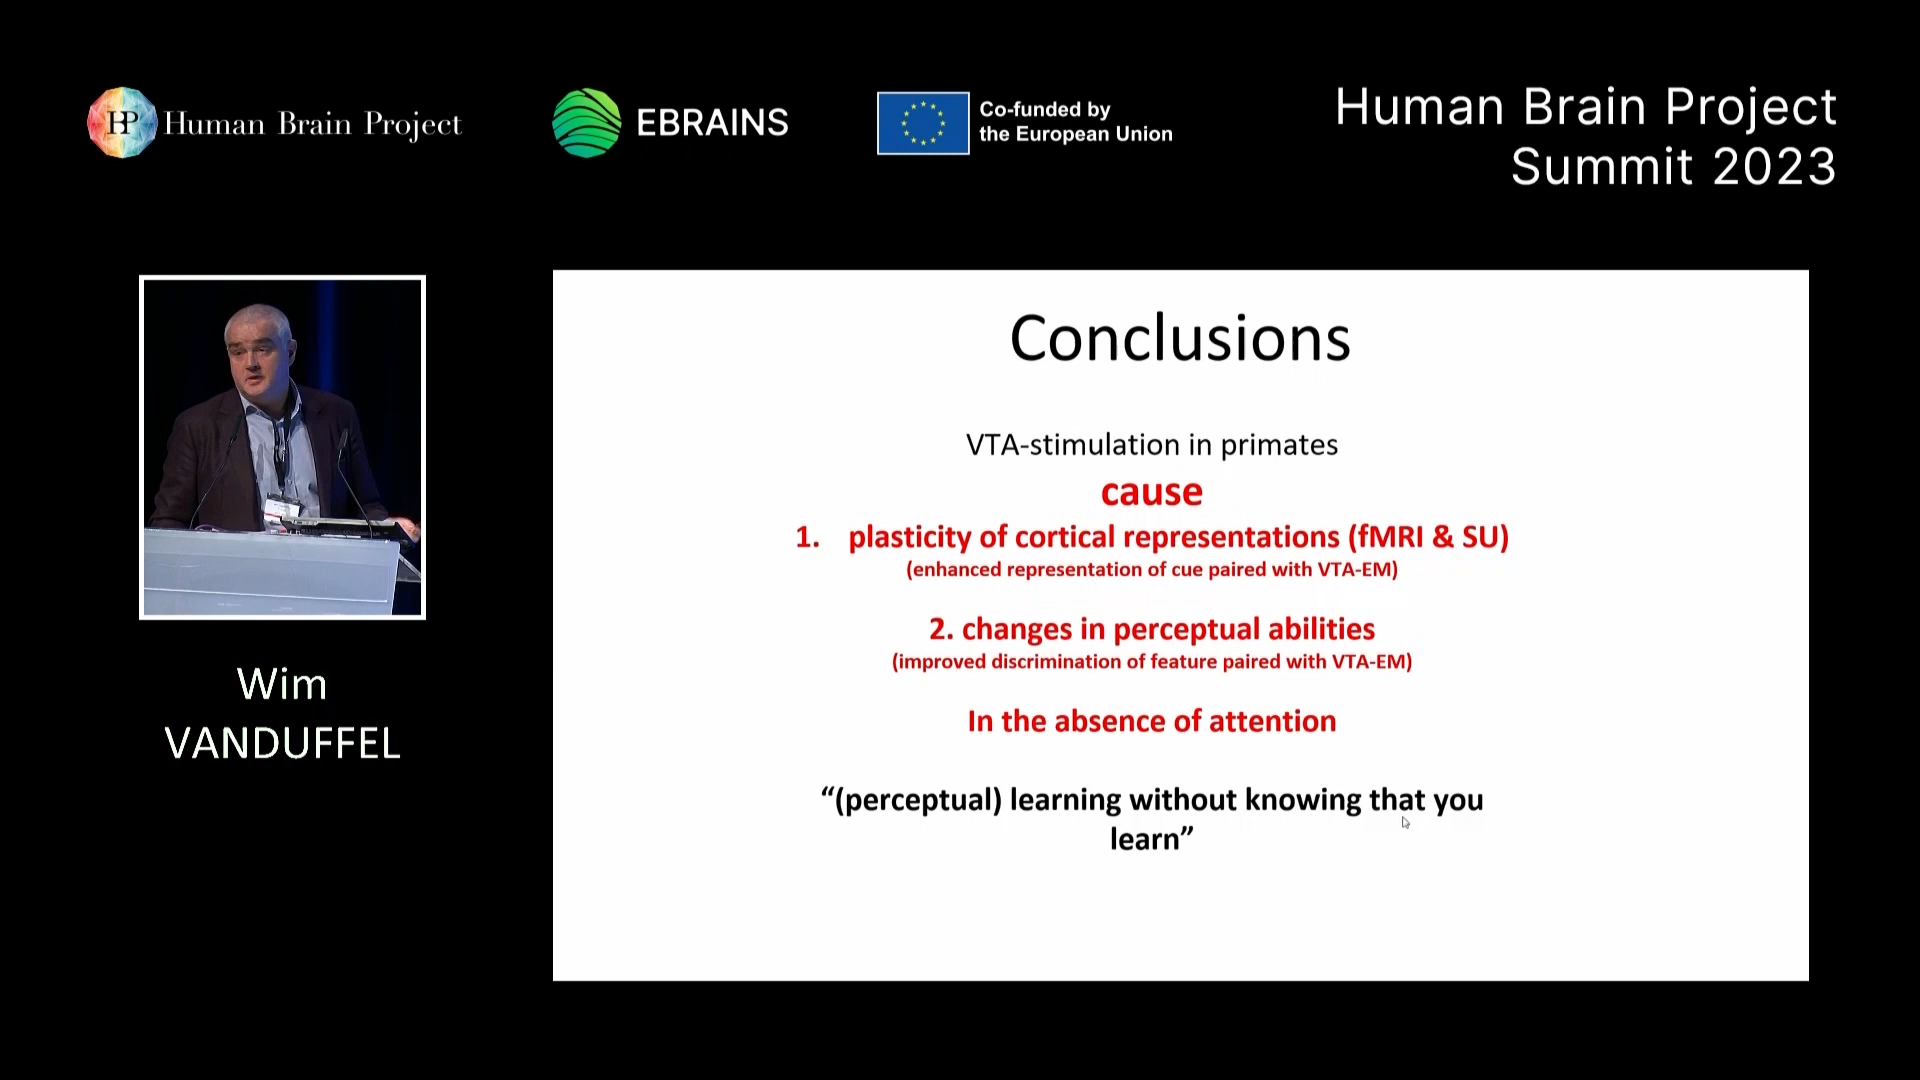 HP Human Brain Project
EBRAINS
Co-funded by
the European Union
Human Brain Project
Summit 2023
Wim
VANDUFFEL
Conclusions
VTA-stimulation in primates
cause
1. plasticity of cortical representations (fMRI & SU)
(enhanced representation of cue paired with VTA-EM)
2. changes in perceptual abilities
(improved discrimination of feature paired with VTA-EM)
In the absence of attention
“(perceptual) learning without knowing that you
learn”